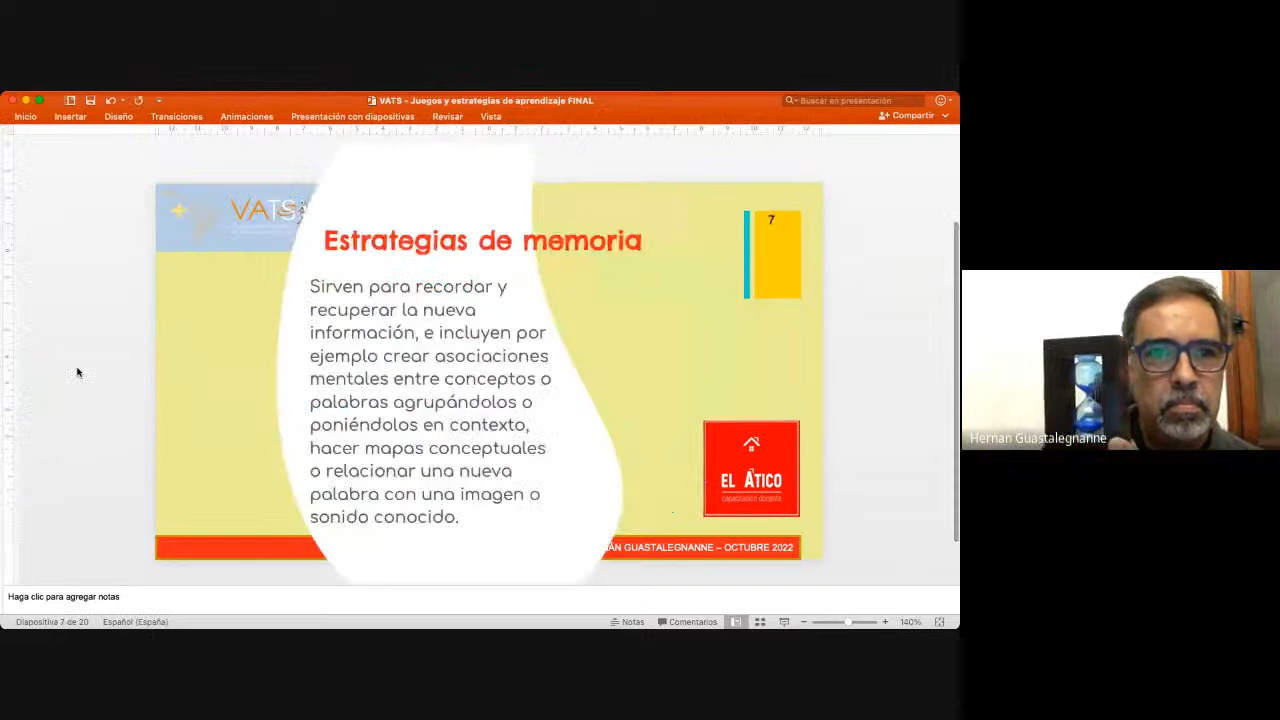 VATS - Juegos y estrategias de aprendizaje FINAL
Buscar en presentación
Inicio Insertar Diseño Transiciones Animaciones Presentación con diapositivas Revisar Vista
Compartir
VATS
7
Estrategias de memoria
Sirven para recordar y
recuperar la nueva
información, e incluyen por
ejemplo crear asociaciones
mentales entre conceptos o
palabras agrupándolos o
poniéndolos en contexto,
hacer mapas conceptuales
o relacionar una nueva
palabra con una imagen o
sonido conocido.
EL ÁTICO
capacitación docente
GUASTALEGNANNE – OCTUBRE 2022
Hernan Guastalegnanne
Haga clic para agregar notas
Diapositiva 7 de 20 Español (España) Notas Comentarios 140%